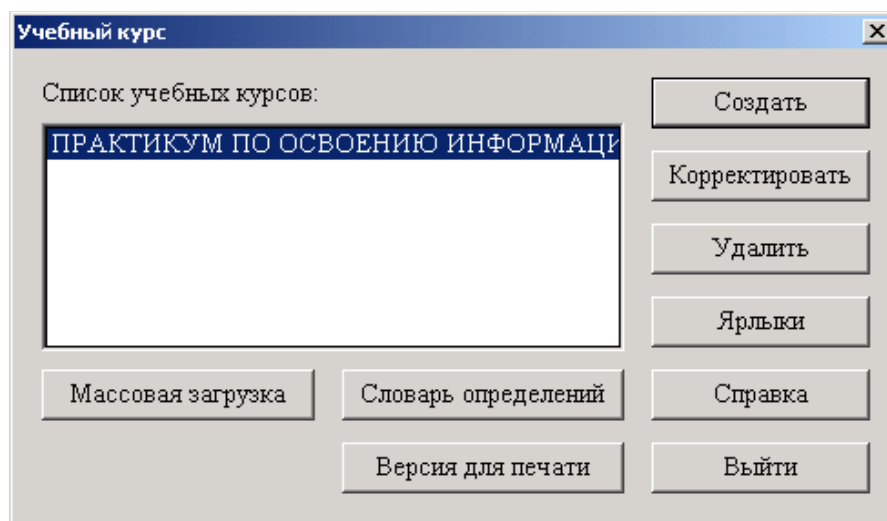 Учебный курс
Список учебных курсов:
ПРАКТИКУМ ПО ОСВОЕНИЮ ИНФОРМАЦИ
Создать
Корректировать
Удалить
Ярлыки
Массовая загрузка
Словарь определений
Справка
Версия для печати
Выйти